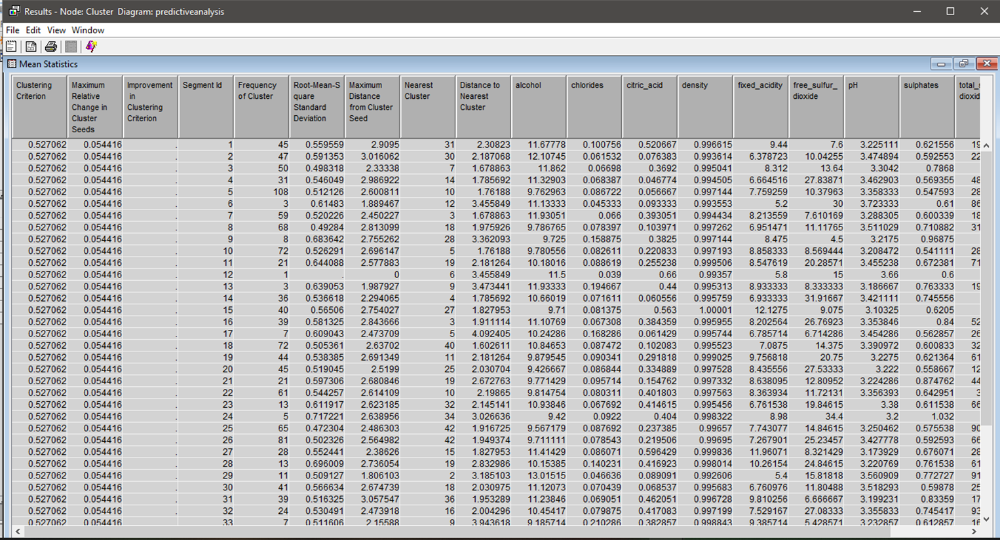 Results - Node: Cluster  Diagram: predictiveanalysis
File Edit View Window
Mean Statistics
Clustering Criterion Maximum Relative Change in Cluster Seeds Improvement in Clustering Criterion Segment Id Frequency of Cluster Root-Mean-Square Standard Deviation Maximum Distance from Cluster Seed Nearest Cluster Distance to Nearest Cluster alcohol chlorides citric_acid density fixed_acidity free_sulfur_dioxide pH sulphates total_s dioxid
0.527062 0.054416 . 1 45 0.559559 2.9095 31 2.30823 11.67778 0.100756 0.520667 0.996615 9.44 7.6 3.225111 0.621556 19
0.527062 0.054416 . 2 47 0.591353 3.016062 30 2.187068 12.10745 0.061532 0.076383 0.993614 6.378723 10.04255 3.474894 0.592553 22
0.527062 0.054416 . 3 50 0.498318 2.33338 7 1.678863 11.862 0.06698 0.3692 0.995041 8.312 13.64 3.3042 0.7868
0.527062 0.054416 . 4 31 0.546049 2.986922 14 1.785692 11.32903 0.068387 0.046774 0.994505 6.664516 27.83871 3.462903 0.569355 48
0.527062 0.054416 . 5 108 0.512126 2.600811 10 1.76188 9.762963 0.086722 0.056667 0.997144 7.759259 10.37963 3.358333 0.547593 28
0.527062 0.054416 . 6 3 0.61483 1.889467 12 3.455849 11.13333 0.045333 0.093333 0.993553 5.2 30 3.723333 0.61 86
0.527062 0.054416 . 7 59 0.520226 2.450227 3 1.678863 11.93051 0.066 0.393051 0.994434 8.213559 7.610169 3.288305 0.600339 18
0.527062 0.054416 . 8 68 0.49284 2.813099 18 1.975926 9.786765 0.078397 0.103971 0.997262 6.951471 11.11765 3.511029 0.710882 31
0.527062 0.054416 . 9 8 0.683642 2.755262 28 3.362093 9.725 0.158875 0.3825 0.997144 8.475 4.5 3.2175 0.96875
0.527062 0.054416 . 10 72 0.526291 2.696147 5 1.76188 9.780556 0.082611 0.220833 0.997193 8.858333 8.569444 3.208472 0.541111 28
0.527062 0.054416 . 11 21 0.644088 2.577883 19 2.181264 10.18016 0.088619 0.255238 0.999506 8.547619 20.28571 3.455238 0.672381 71
0.527062 0.054416 . 12 1 . 0 6 3.455849 11.5 0.039 0.66 0.99357 5.8 15 3.66 0.6
0.527062 0.054416 . 13 3 0.639053 1.987927 9 3.473441 11.93333 0.194667 0.44 0.995313 8.933333 8.333333 3.186667 0.763333 19
0.527062 0.054416 . 14 36 0.536618 2.294065 4 1.785692 10.66019 0.071611 0.060556 0.995759 6.933333 31.91667 3.421111 0.745556
0.527062 0.054416 . 15 40 0.56506 2.754027 27 1.827953 9.71 0.081375 0.563 1.00001 12.1275 9.075 3.10325 0.6205
0.527062 0.054416 . 16 39 0.581325 2.843666 3 1.911114 11.10769 0.067308 0.384359 0.995955 8.202564 26.76923 3.353846 0.84 52
0.527062 0.054416 . 17 7 0.609043 2.473709 5 4.092405 10.24286 0.168286 0.061429 0.995744 6.785714 6.714286 3.454286 0.562857 26
0.527062 0.054416 . 18 72 0.505361 2.63702 40 1.602611 10.84653 0.087472 0.102083 0.995523 7.0875 14.375 3.390972 0.600833 32
0.527062 0.054416 . 19 44 0.538385 2.691349 11 2.181264 9.879545 0.090341 0.291818 0.999025 9.756818 20.75 3.2275 0.621364 61
0.527062 0.054416 . 20 45 0.519045 2.5199 25 2.030704 9.426667 0.086844 0.334889 0.997528 8.435556 27.53333 3.222 0.558667 12
0.527062 0.054416 . 21 21 0.597306 2.680846 19 2.672763 9.771429 0.095714 0.154762 0.997332 8.638095 12.80952 3.224286 0.874762 44
0.527062 0.054416 . 22 61 0.544257 2.614109 10 2.19865 9.814754 0.080311 0.401803 0.997563 8.363934 11.72131 3.356393 0.642951 3
0.527062 0.054416 . 23 13 0.611917 2.623185 32 2.145141 10.93846 0.067692 0.414615 0.995456 6.761538 19.84615 3.38 0.611538 66
0.527062 0.054416 . 24 5 0.717221 2.638956 34 3.026636 9.42 0.0922 0.404 0.998322 8.98 34.4 3.2 1.032
0.527062 0.054416 . 25 65 0.472304 2.486303 42 1.916725 9.567179 0.087692 0.237385 0.99657 7.743077 14.84615 3.250462 0.575538 90
0.527062 0.054416 . 26 81 0.502326 2.564982 42 1.949374 9.711111 0.078543 0.219506 0.99695 7.267901 25.23457 3.427778 0.592593 66
0.527062 0.054416 . 27 28 0.552441 2.38626 15 1.827953 11.41429 0.086071 0.596429 0.999836 11.96071 8.321429 3.173929 0.676071 28
0.527062 0.054416 . 28 13 0.696009 2.736054 19 2.832986 10.15385 0.140231 0.416923 0.998014 10.26154 24.84615 3.220769 0.761538 61
0.527062 0.054416 . 29 11 0.509127 1.806103 2 3.185103 13.01515 0.046636 0.089091 0.992606 5.4 15.81818 3.560909 0.772727 91
0.527062 0.054416 . 30 41 0.566634 2.674739 18 2.030975 11.12073 0.070439 0.068537 0.995683 6.760976 11.80488 3.518293 0.59878 25
0.527062 0.054416 . 31 39 0.516325 3.057547 36 1.953289 11.23846 0.069051 0.462051 0.996728 9.810256 6.666667 3.199231 0.83359 17
0.527062 0.054416 . 32 24 0.530491 2.473918 16 2.004296 10.45417 0.079875 0.417083 0.997199 7.529167 27.08333 3.355833 0.745417 93
0.527062 0.054416 . 33 7 0.511606 2.15588 9 3.943618 9.185714 0.210286 0.382857 0.998843 9.385714 5.428571 3.232857 0.612857 16